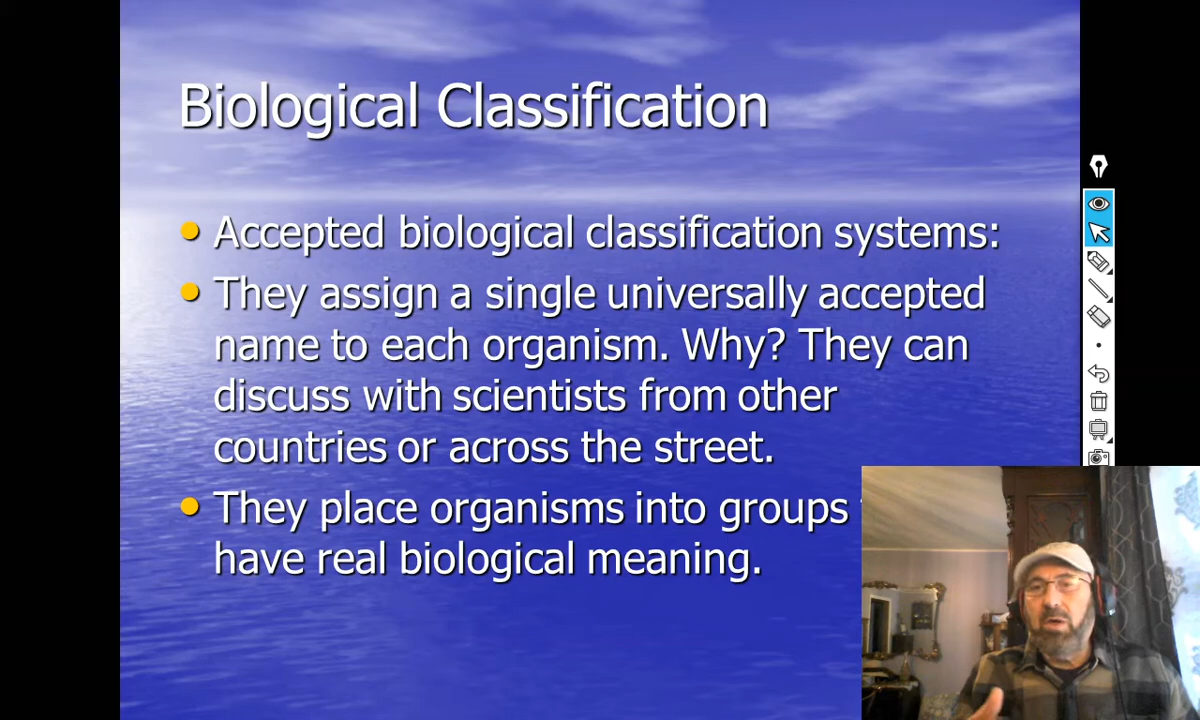 Biological Classification
Accepted biological classification systems:
They assign a single universally accepted
name to each organism. Why? They can
discuss with scientists from other
countries or across the street.
They place organisms into groups
have real biological meaning.